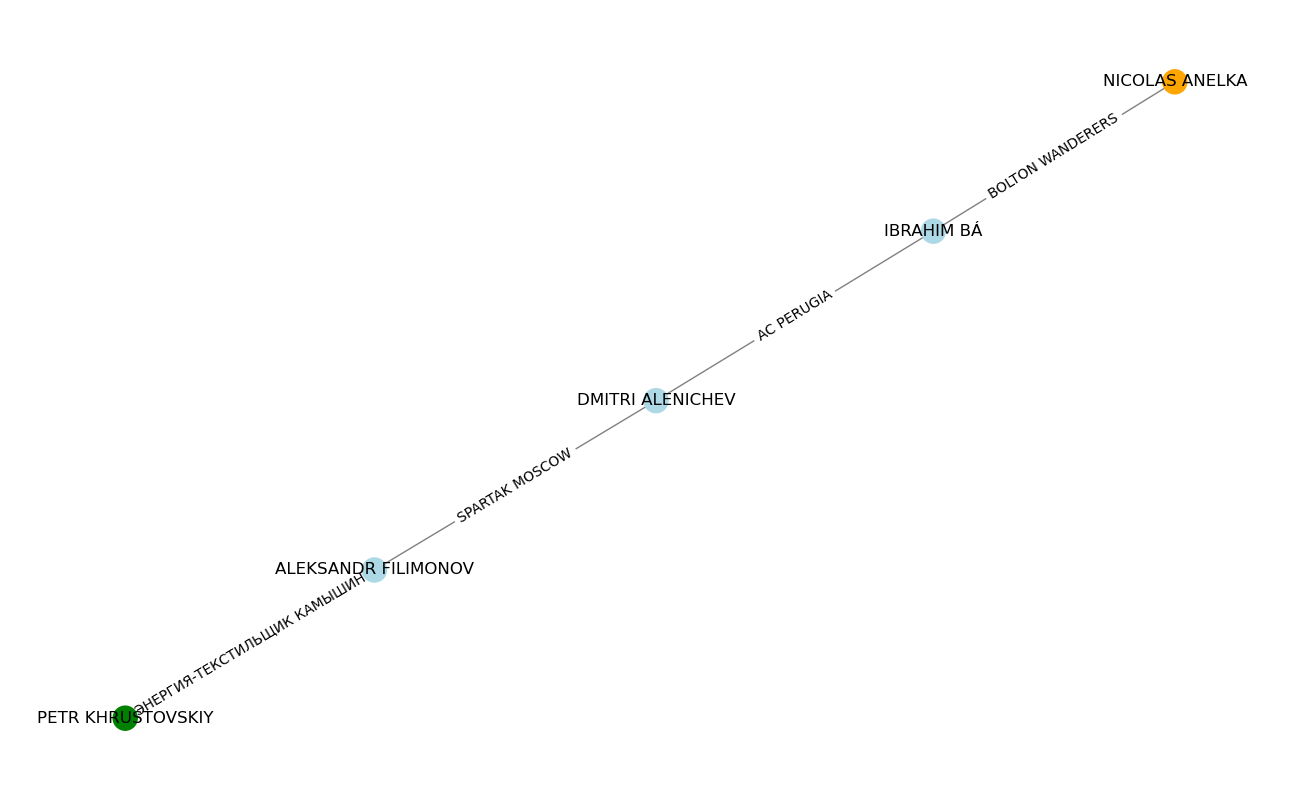 NICOLAS ANELKA
BOLTON WANDERERS
IBRAHIM BÁ
AC PERUGIA
DMITRI ALENICHEV
SPARTAK MOSCOW
ALEKSANDR FILIMONOV
ЭНЕРГИЯ-ТЕКСТИЛЬЩИК КАМЫШИН
PETR KHRUSTOVSKIY